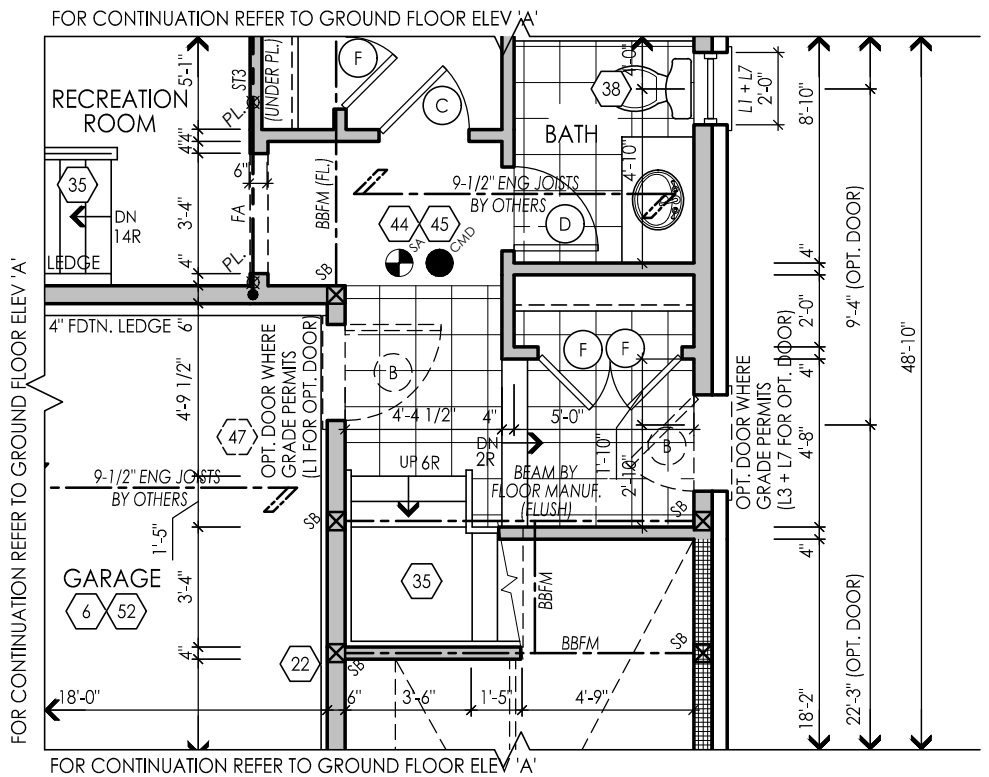 FOR CONTINUATION REFER TO GROUND FLOOR ELEV 'A'
5'-1"
ST3
(UNDER PL.)
F
C
4'-0"
38
L1 + L7
2'-0"
8'-10"
RECREATION
ROOM
PL.
BATH
4"
4"
6"
35
DN
14R
LEDGE
3'-4"
FA
BBFM (FL)
9-1/2" ENG JOISTS
BY OTHERS
4'-10"
44
45
D
SA
CMD
4"
PL.
SB
4"
9'-4" (OPT. DOOR)
4" FDTN. LEDGE
6"
2'-0"
F
F
4"
48'-10"
OPT. DOOR WHERE
GRADE PERMITS
(L1 FOR OPT. DOOR)
B
4'-9 1/2"
4'-4 1/2"
4"
5'-0"
OPT. DOOR WHERE
GRADE PERMITS
(L3 + L7 FOR OPT. DOOR)
4'-8"
47
DN
2R
1'-10"
2'-10"
B
UP 6R
BEAM BY
FLOOR MANUF.
(FLUSH)
9-1/2" ENG JOISTS
BY OTHERS
SB
SB
1'-5"
4"
GARAGE
6
52
3'-4"
35
BBFM
BBFM
SB
22
SB
4"
18'-0"
6"
3'-6"
1'-5"
4'-9"
18'-2"
22'-3" (OPT. DOOR)
FOR CONTINUATION REFER TO GROUND FLOOR ELEV 'A'
FOR CONTINUATION REFER TO GROUND FLOOR ELEV 'A'